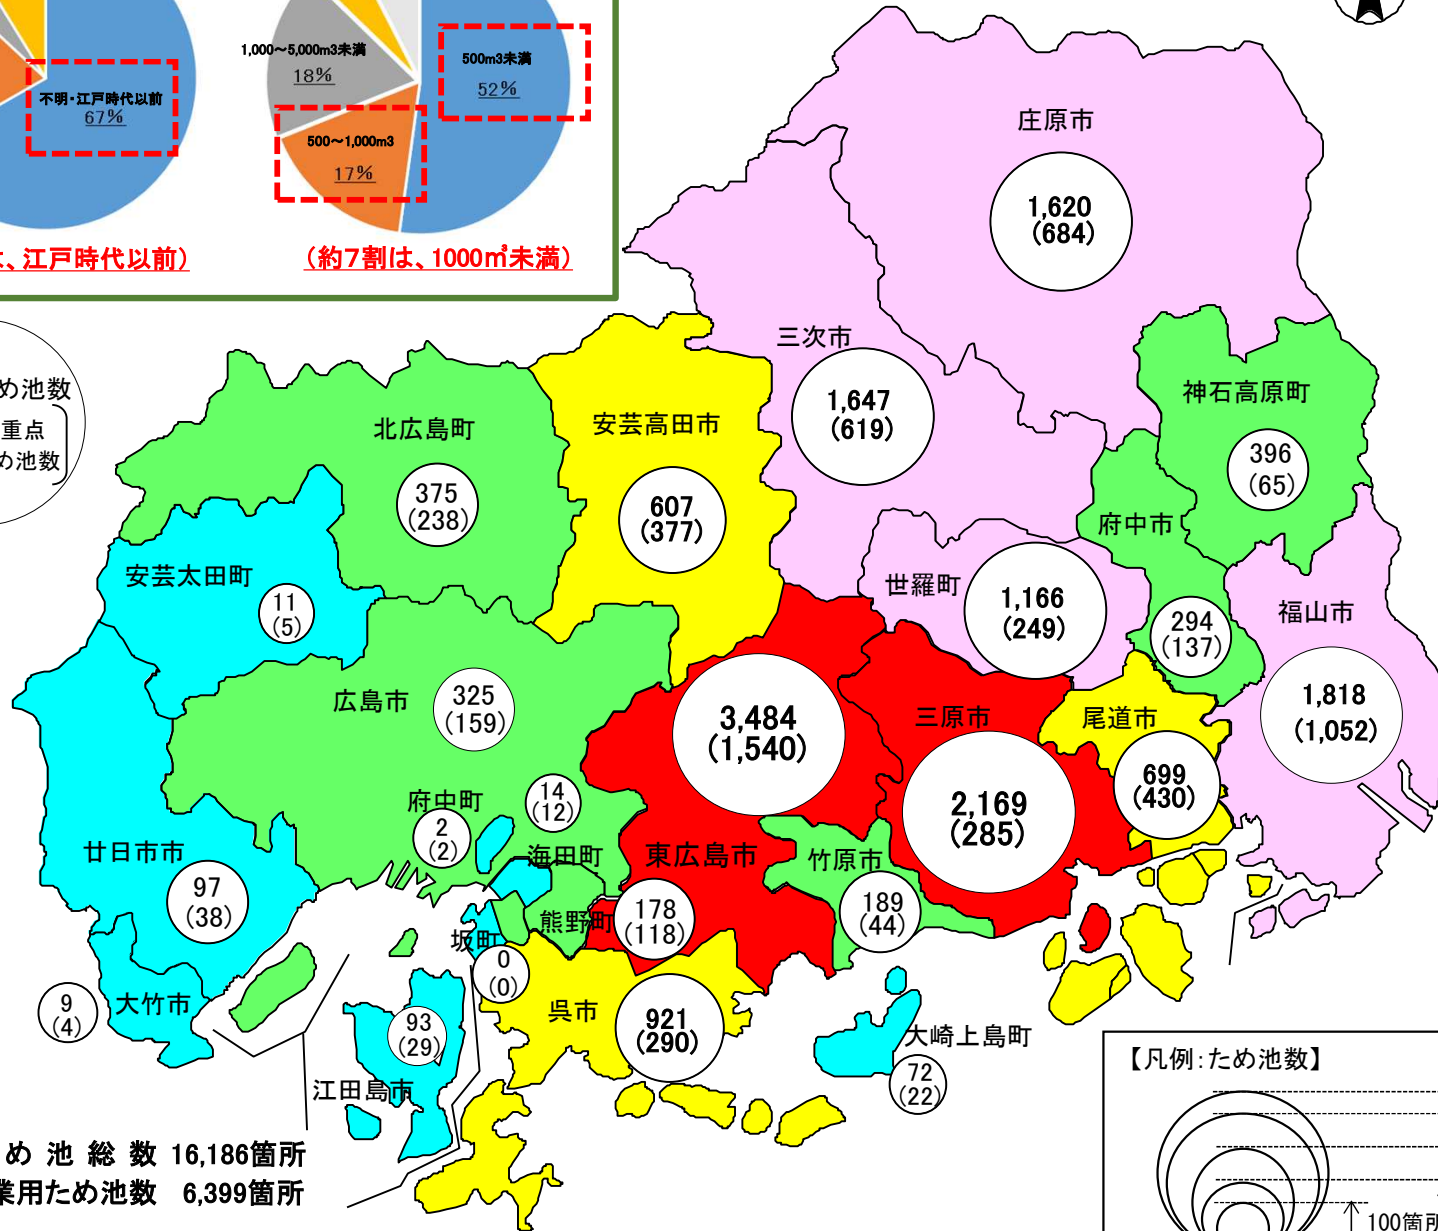 1,000～5,000m3未満
18%
500m3未満
52%
不明・江戸時代以前
67%
500～1,000m3
17%
は、江戸時代以前)
(約7割は、1000㎥未満)
め池数
重点
め池数
庄原市
1,620
(684)
三次市
1,647
(619)
神石高原町
396
(65)
北広島町
375
(238)
安芸高田市
607
(377)
府中市
294
(137)
安芸太田町
11
(5)
世羅町
1,166
(249)
福山市
1,818
(1,052)
広島市
325
(159)
3,484
(1,540)
東広島市
三原市
2,169
(285)
尾道市
699
(430)
府中町
2
(2)
14
(12)
海田町
廿日市市
97
(38)
竹原市
189
(44)
熊野町
178
(118)
坂町
0
(0)
大竹市
9
(4)
呉市
921
(290)
93
(29)
江田島市
大崎上島町
72
(22)
【凡例:ため池数】
100箇所
め池総数 16,186箇所
業用ため池数 6,399箇所